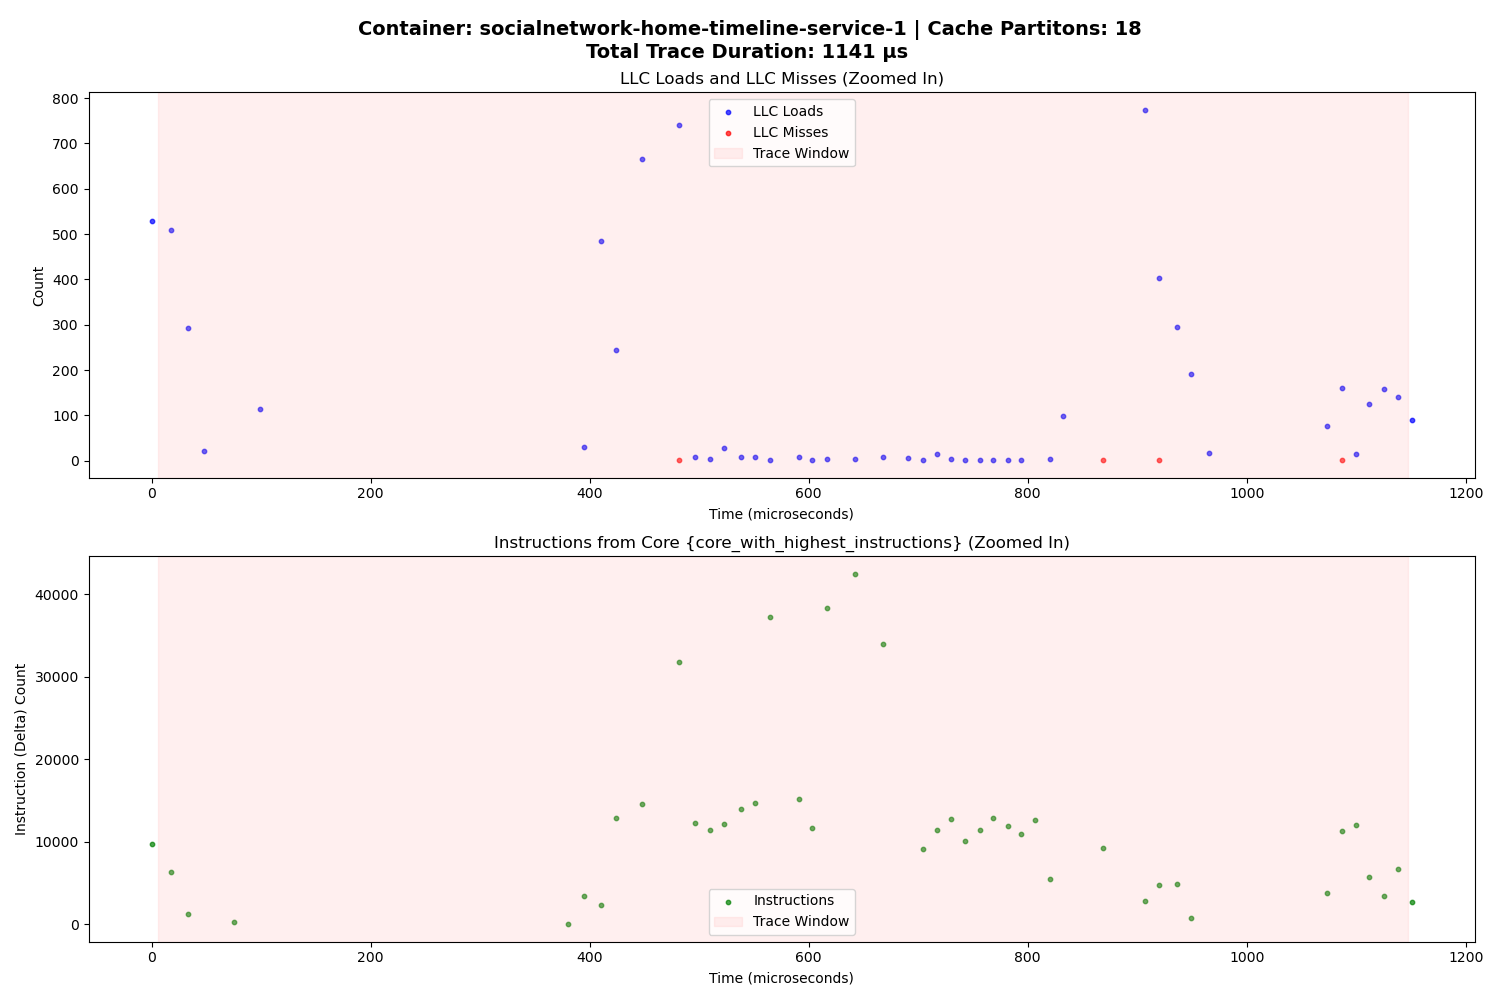 Container: socialnetwork-home-timeline-service-1 | Cache Partitons: 18
Total Trace Duration: 1141 µs
LLC Loads and LLC Misses (Zoomed In)
800
700
600
500
400
300
200
100
0
Count
LLC Loads
LLC Misses
Trace Window
0 200 400 600 800 1000 1200
Time (microseconds)
Instructions from Core {core_with_highest_instructions} (Zoomed In)
40000
30000
20000
10000
0
Instruction (Delta) Count
Instructions
Trace Window
0 200 400 600 800 1000 1200
Time (microseconds)